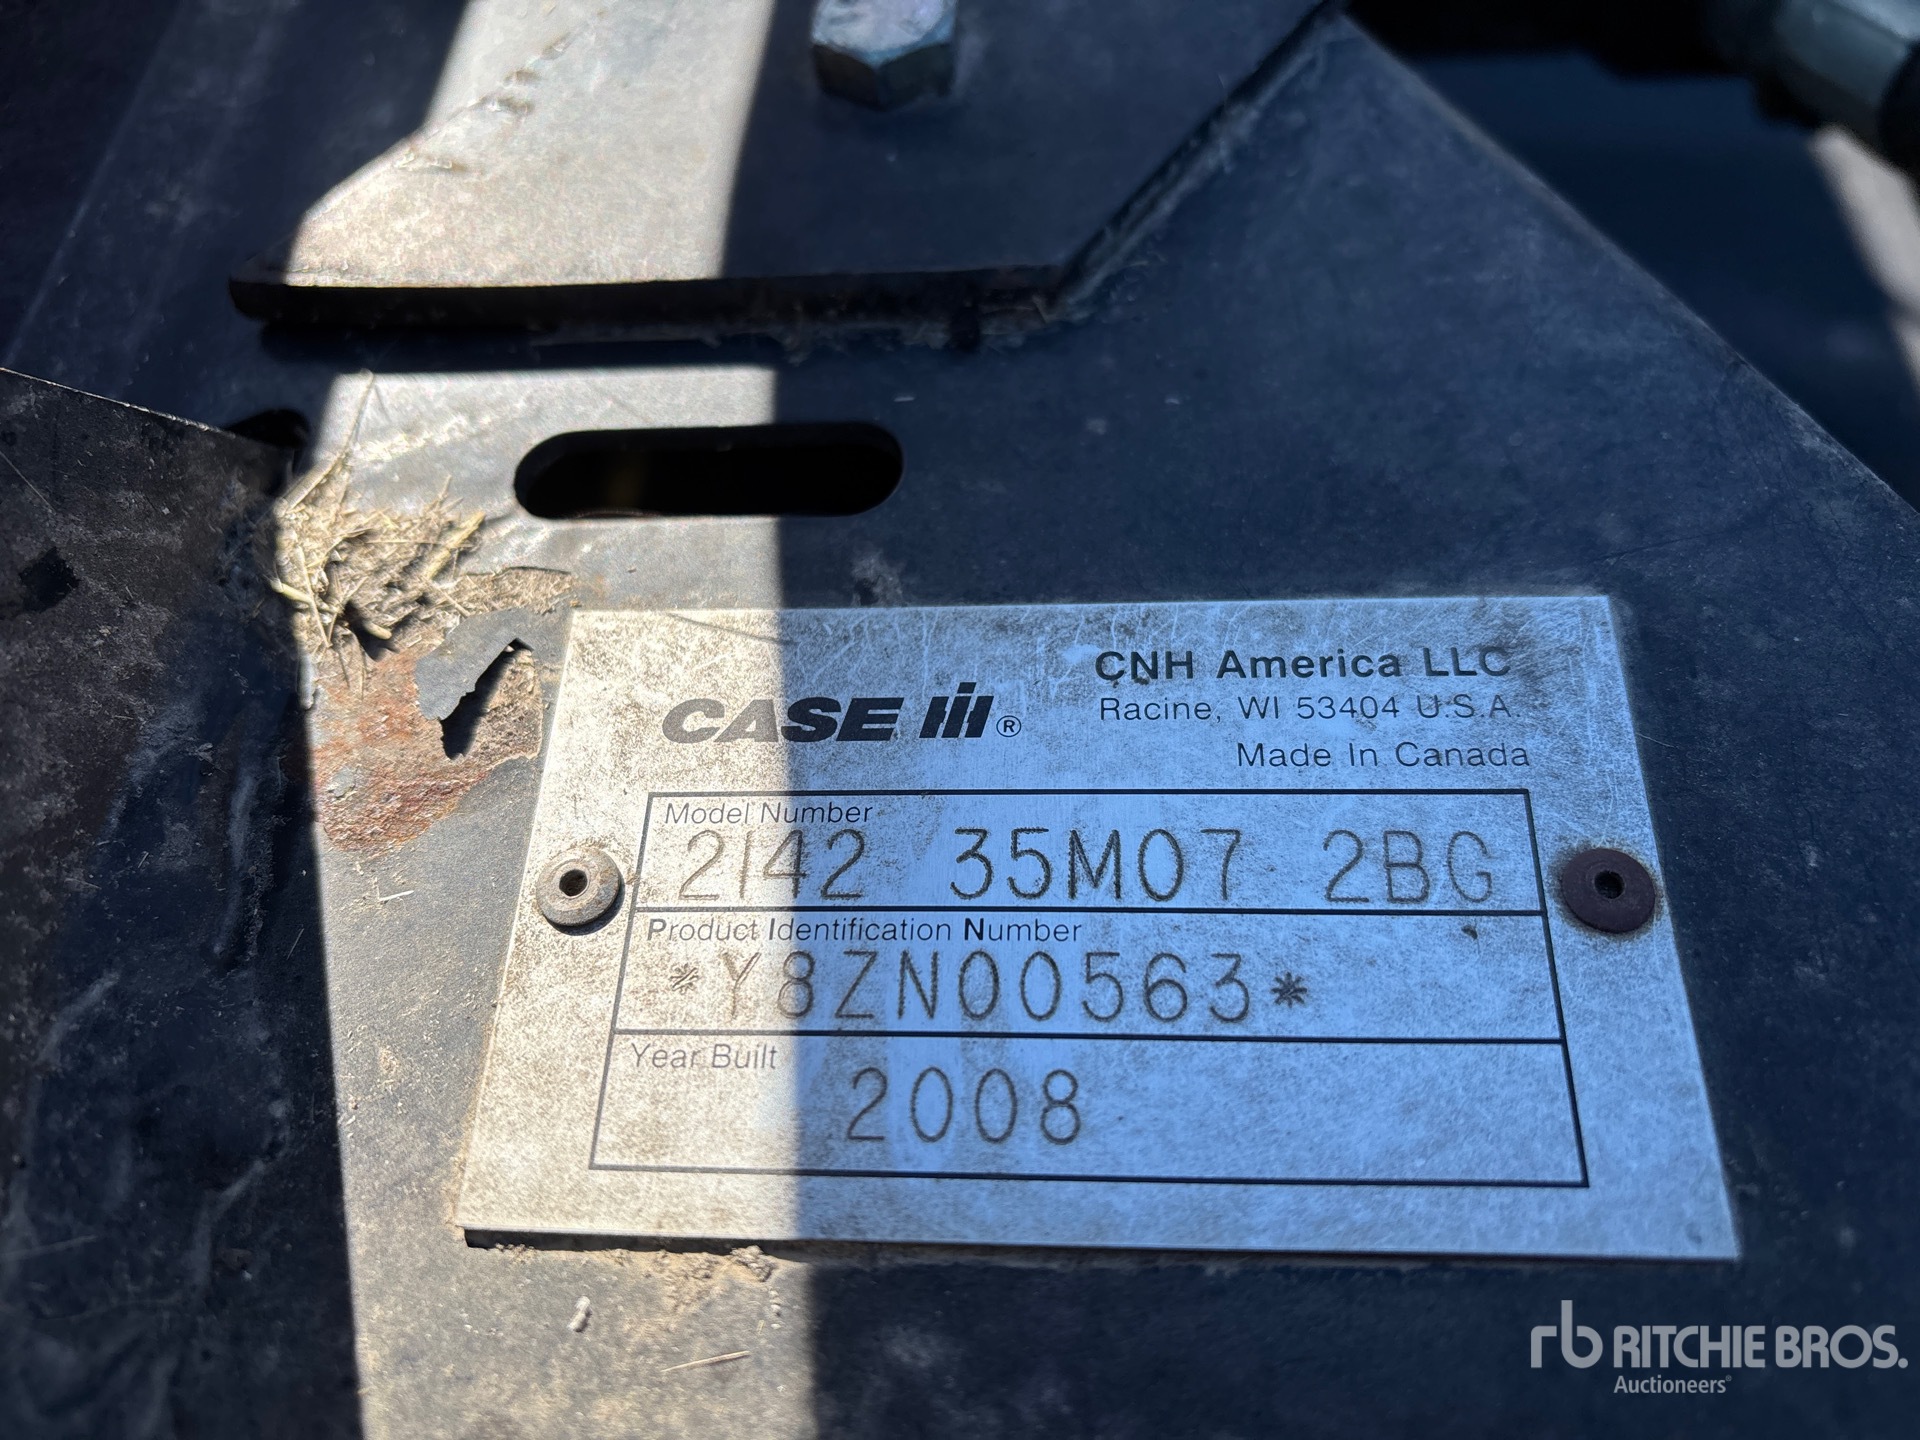 CASE IH®
CNH America LLC
Racine, WI 53404 U.S.A.
Made In Canada
Model Number
2142 35M07 2BG
Product Identification Number
*Y8ZN00563*
Year Built
2008
rb RITCHIE BROS.
Auctioneers®